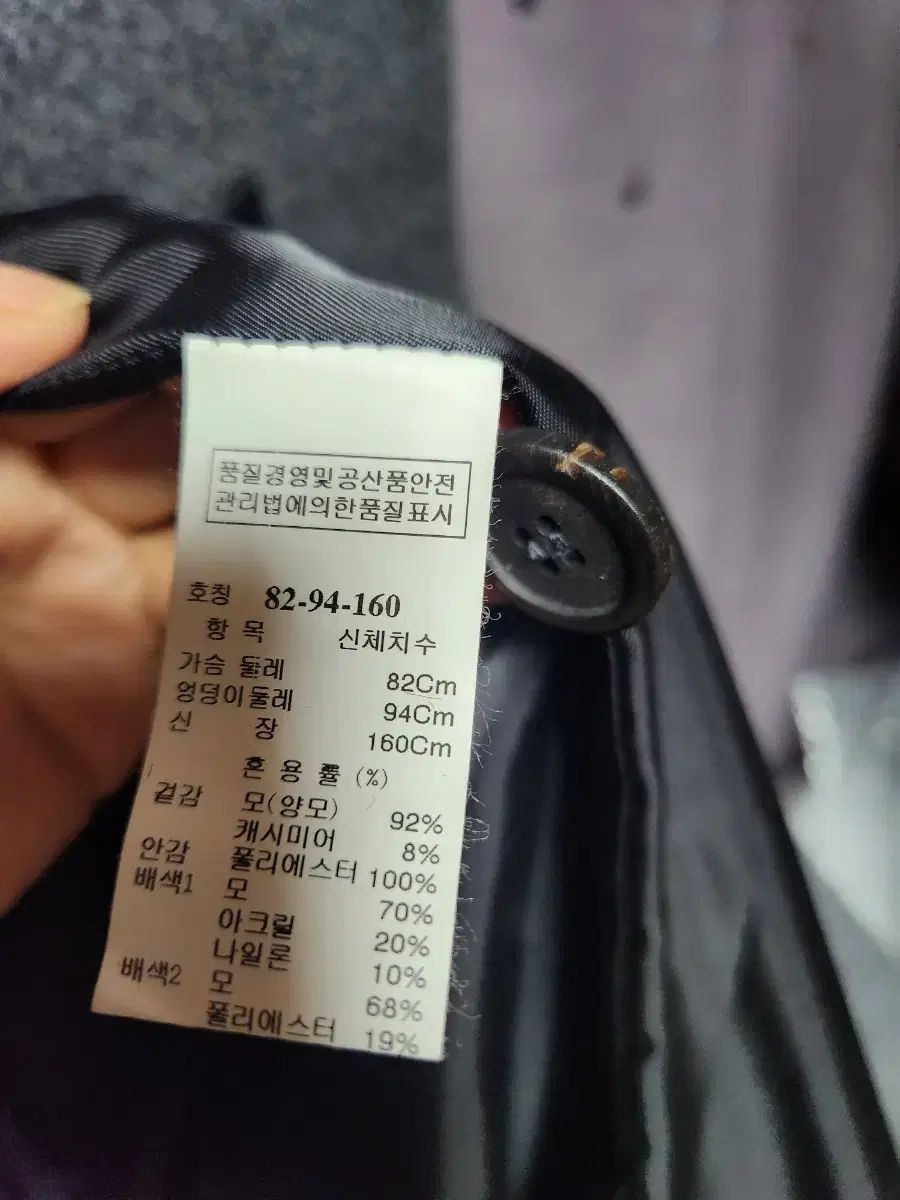 품질경영및공산품안전
관리법에의한품질표시
호칭 82-94-160
항 목 신체치수
가슴 둘레 82Cm
엉덩이둘레 94Cm
신 장 160Cm
혼 용 률 (%)
겉감 모(양모) 92%
캐시미어 8%
안감 폴리에스터 100%
배색1 모 70%
아크릴 20%
나일론 10%
배색2 모 68%
폴리에스터 19%